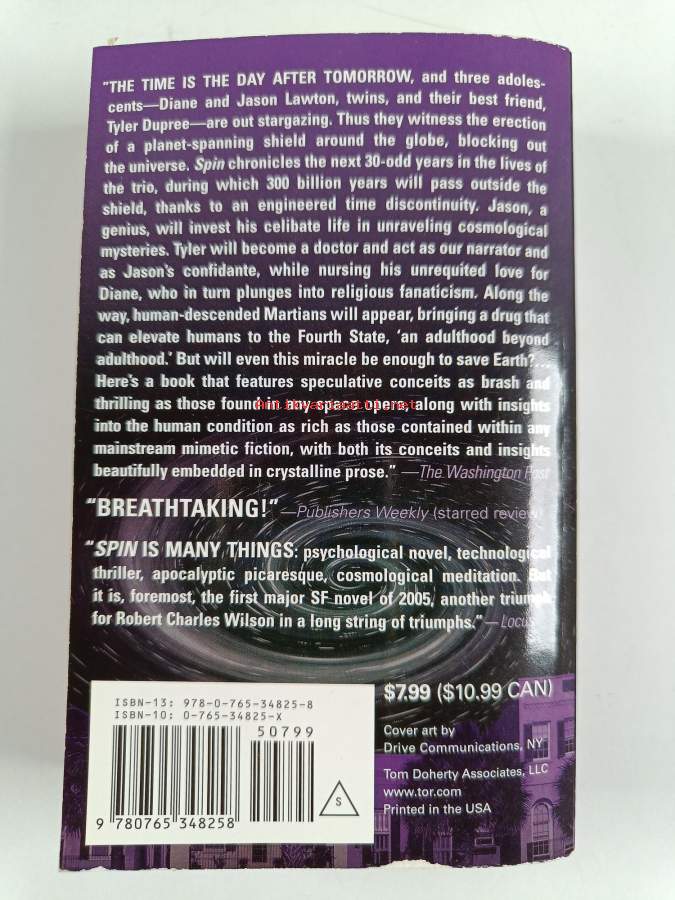 "THE TIME IS THE DAY AFTER TOMORROW, and three adoles-
cents—Diane and Jason Lawton, twins, and their best friend,
Tyler Dupree—are out stargazing. Thus they witness the erection
of a planet-spanning shield around the globe, blocking out
the universe. Spin chronicles the next 30-odd years in the lives of
the trio, during which 300 billion years will pass outside the
shield, thanks to an engineered time discontinuity. Jason, a
genius, will invest his celibate life in unraveling cosmological
mysteries. Tyler will become a doctor and act as our narrator and
as Jason's confidante, while nursing his unrequited love for
Diane, who in turn plunges into religious fanaticism. Along the
way, human-descended Martians will appear, bringing a drug that
can elevate humans to the Fourth State, 'an adulthood beyond
adulthood.' But will even this miracle be enough to save Earth?...
Here's a book that features speculative conceits as brash and
thrilling as those found in any space opera along with insights
Antikvariaatti.net
into the human condition as rich as those contained within any
mainstream mimetic fiction, with both its conceits and insights
beautifully embedded in crystalline prose." —The Washington Post
"BREATHTAKING!" —Publishers Weekly (starred review)
"SPIN IS MANY THINGS: psychological novel, technological
thriller, apocalyptic picaresque, cosmological meditation. But
it is, foremost, the first major SF novel of 2005, another triumph
for Robert Charles Wilson in a long string of triumphs." —Locus
ISBN-13: 978-0-765-34825-8
ISBN-10: 0-765-34825-X
50799
S
9 780765 348258
$7.99 ($10.99 CAN)
Cover art by
Drive Communications, NY
Tom Doherty Associates, LLC
www.tor.com
Printed in the USA